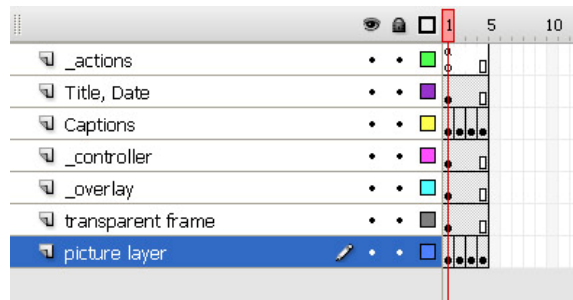 1 5 10
_actions
Title, Date
Captions
_controller
_overlay
transparent frame
picture layer